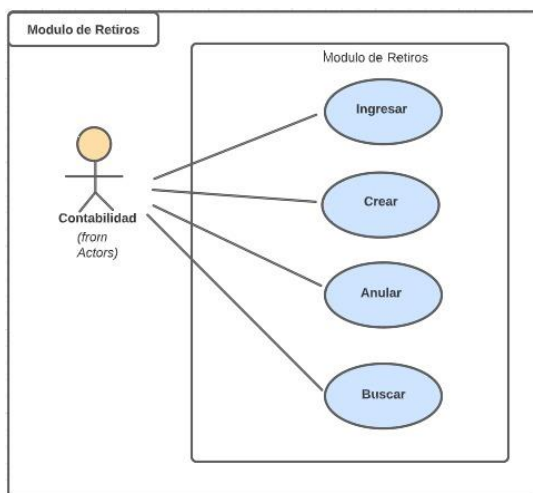 Modulo de Retiros
Modulo de Retiros
Ingresar
Crear
Contabilidad
(from
Actors)
Anular
Buscar